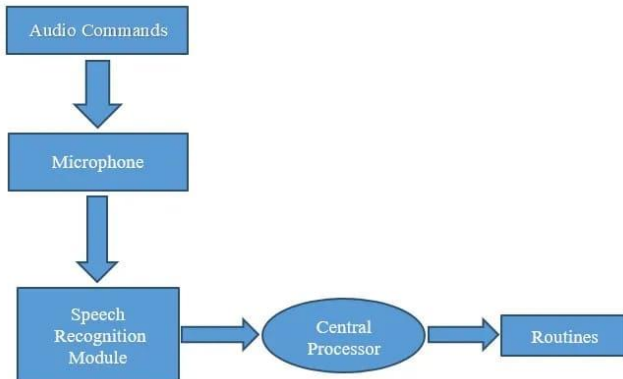 Audio Commands
Microphone
Speech
Recognition
Module
Central
Processor
Routines